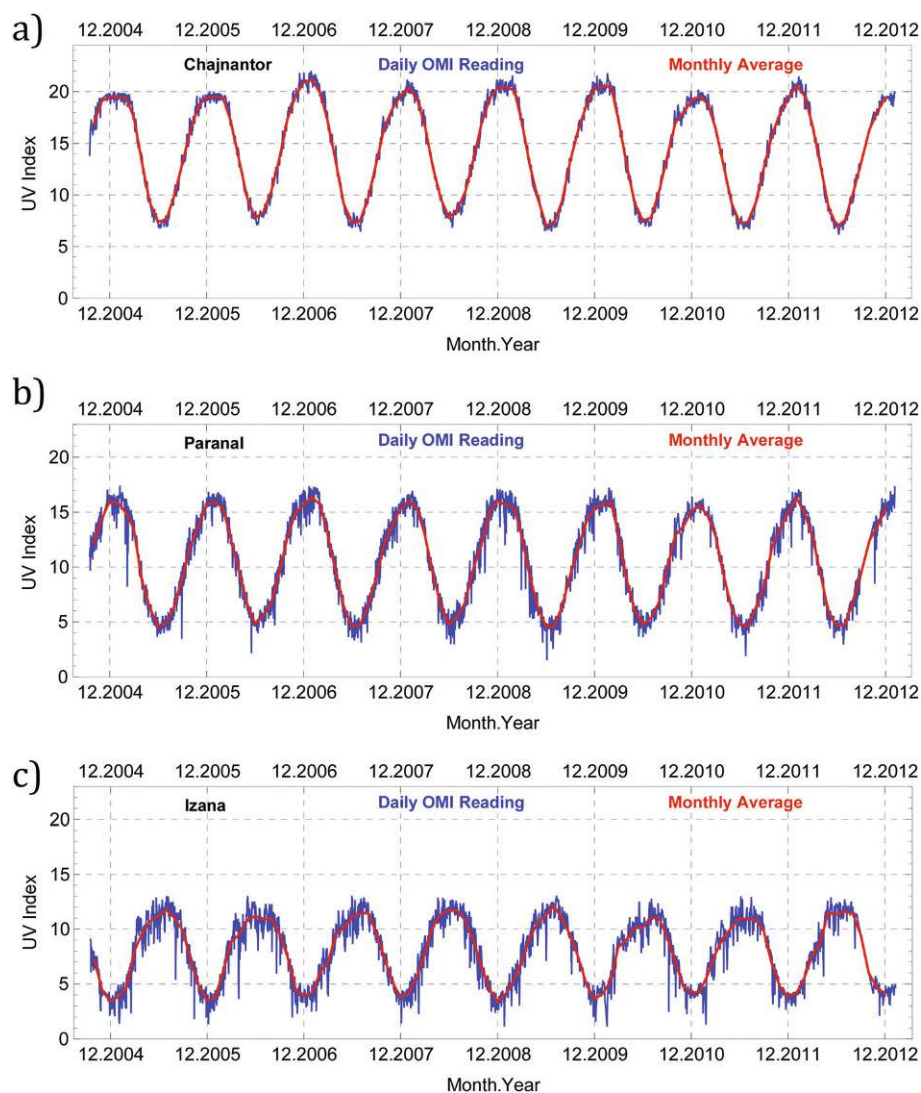 a)
12.2004 12.2005 12.2006 12.2007 12.2008 12.2009 12.2010 12.2011 12.2012
Chajnantor Daily OMI Reading Monthly Average
20
15
UV Index
10
5
0
12.2004 12.2005 12.2006 12.2007 12.2008 12.2009 12.2010 12.2011 12.2012
Month.Year
b)
12.2004 12.2005 12.2006 12.2007 12.2008 12.2009 12.2010 12.2011 12.2012
Paranal Daily OMI Reading Monthly Average
20
15
UV Index
10
5
0
12.2004 12.2005 12.2006 12.2007 12.2008 12.2009 12.2010 12.2011 12.2012
Month.Year
c)
12.2004 12.2005 12.2006 12.2007 12.2008 12.2009 12.2010 12.2011 12.2012
Izana Daily OMI Reading Monthly Average
20
15
UV Index
10
5
0
12.2004 12.2005 12.2006 12.2007 12.2008 12.2009 12.2010 12.2011 12.2012
Month.Year